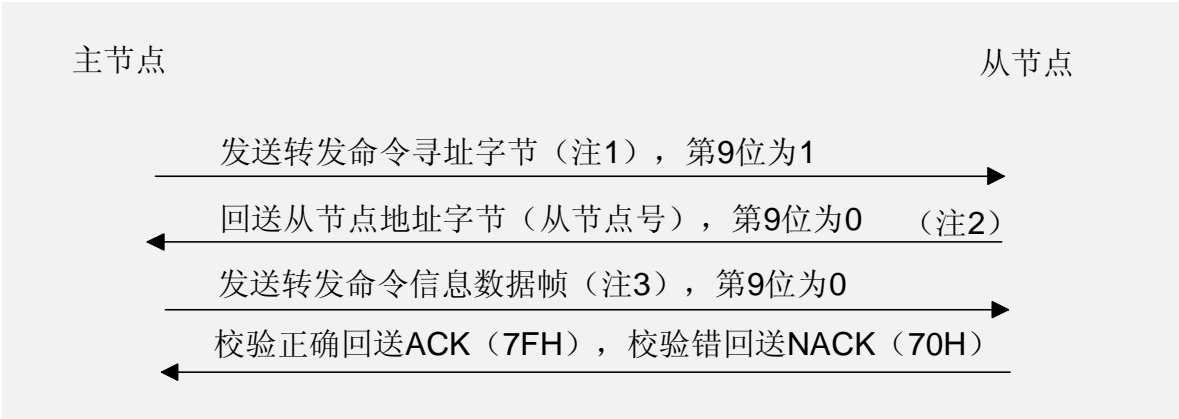 主节点 从节点
发送转发命令寻址字节（注1），第9位为1
回送从节点地址字节（从节点号），第9位为0 （注2）
发送转发命令信息数据帧（注3），第9位为0
校验正确回送ACK（7FH），校验错回送NACK（70H）